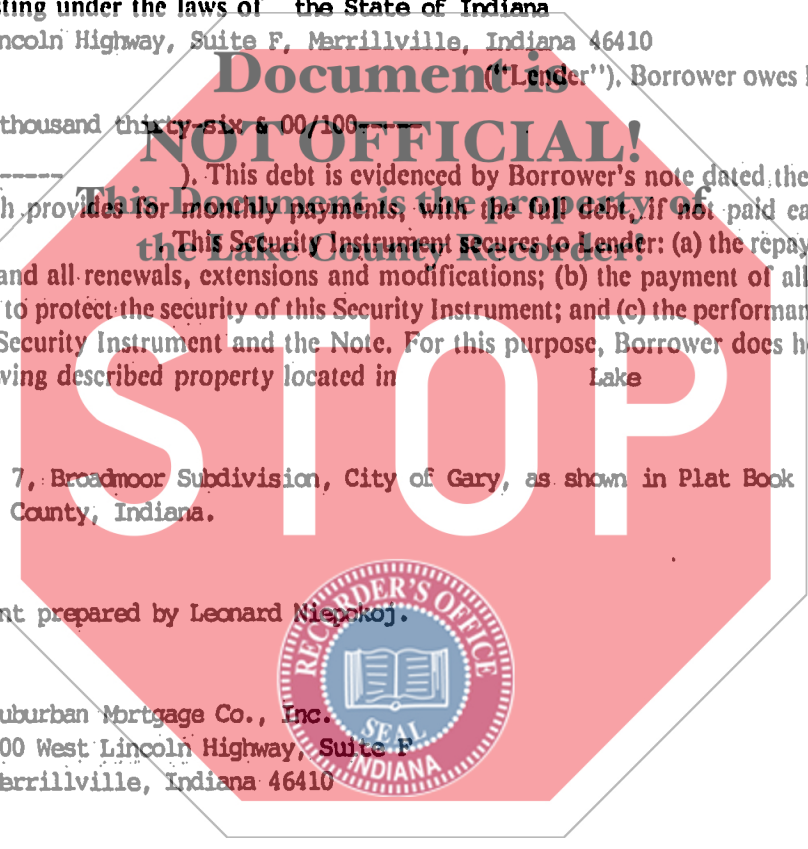 sting under the laws of the State of Indiana
incoln Highway, Suite F, Merrillville, Indiana 46410
Document is
("Lender"). Borrower owes
thousand thirty-six & 00/100-----
NOT OFFICIAL!
------ ). This debt is evidenced by Borrower's note dated the
This Document is the property of
h provides for monthly payments, with the full debt, if not paid ea
the Lake County Recorder!
. This Security Instrument secures to Lender: (a) the repay
and all renewals, extensions and modifications; (b) the payment of all
to protect the security of this Security Instrument; and (c) the performan
Security Instrument and the Note. For this purpose, Borrower does h
wing described property located in Lake
STOP
7, Broadmoor Subdivision, City of Gary, as shown in Plat Book
County, Indiana.
RECORDER'S OFFICE
nt prepared by Leonard Niepokoj.
uburban Mortgage Co., Inc.
SEAL
00 West Lincoln Highway, Suite F
INDIANA
errillville, Indiana 46410